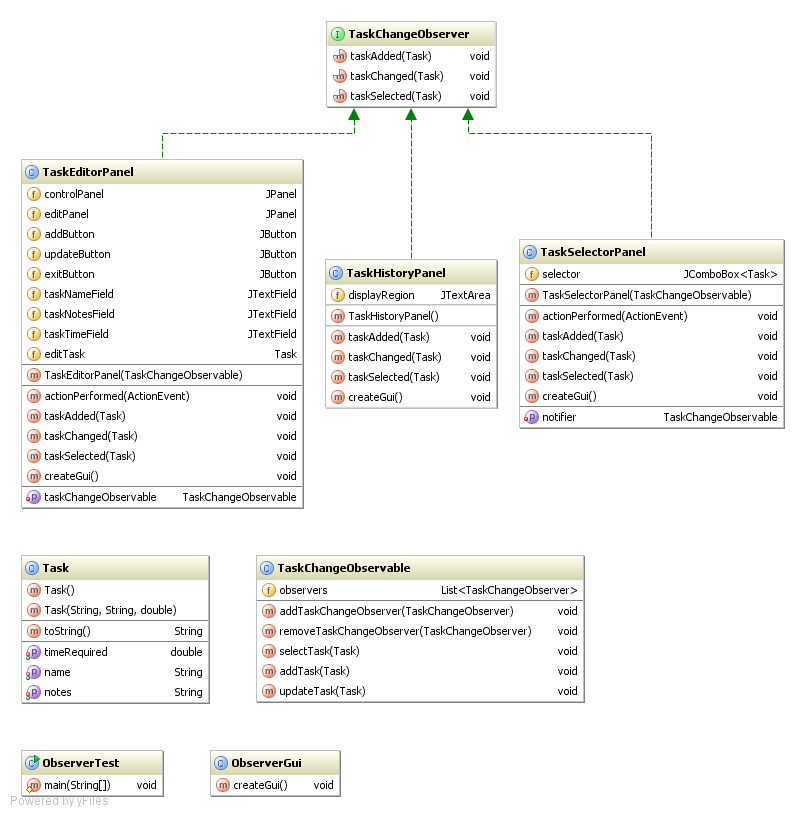 TaskChangeObserver
taskAdded(Task) void
taskChanged(Task) void
taskSelected(Task) void
TaskEditorPanel
controlPanel JPanel
editPanel JPanel
addButton JButton
updateButton JButton
exitButton JButton
taskNameField JTextField
taskNotesField JTextField
taskTimeField JTextField
editTask Task
TaskEditorPanel(TaskChangeObservable)
actionPerformed(ActionEvent) void
taskAdded(Task) void
taskChanged(Task) void
taskSelected(Task) void
createGui() void
taskChangeObservable TaskChangeObservable
TaskHistoryPanel
displayRegion JTextArea
TaskHistoryPanel()
taskAdded(Task) void
taskChanged(Task) void
taskSelected(Task) void
createGui() void
TaskSelectorPanel
selector JComboBox<Task>
TaskSelectorPanel(TaskChangeObservable)
actionPerformed(ActionEvent) void
taskAdded(Task) void
taskChanged(Task) void
taskSelected(Task) void
createGui() void
notifier TaskChangeObservable
Task
Task()
Task(String, String, double)
toString() String
timeRequired double
name String
notes String
TaskChangeObservable
observers List<TaskChangeObserver>
addTaskChangeObserver(TaskChangeObserver) void
removeTaskChangeObserver(TaskChangeObserver) void
selectTask(Task) void
addTask(Task) void
updateTask(Task) void
ObserverTest
main(String[]) void
ObserverGui
createGui() void
Powered by yFiles